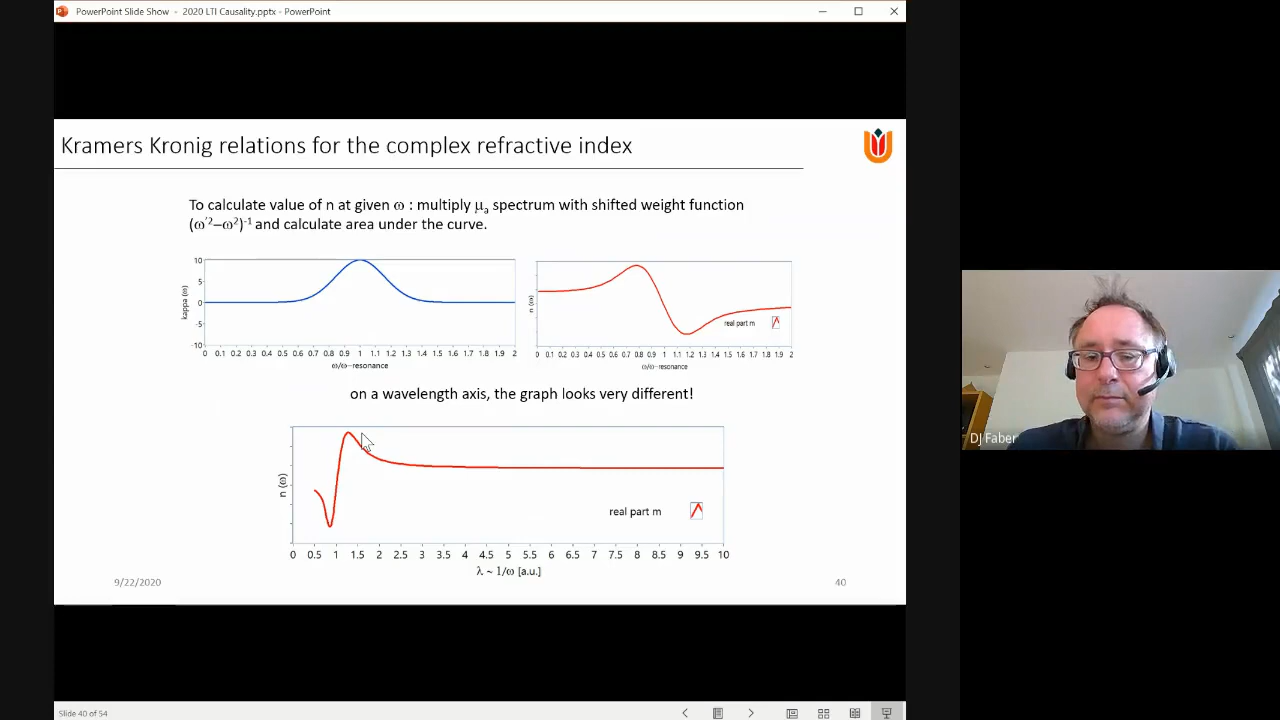 PowerPoint Slide Show - 2020 LTI Causality.pptx - PowerPoint
Kramers Kronig relations for the complex refractive index
To calculate value of n at given ω : multiply μa spectrum with shifted weight function
(ω′²−ω²)⁻¹ and calculate area under the curve.
10
5
0
-5
-10
kappa (ω)
0 0.1 0.2 0.3 0.4 0.5 0.6 0.7 0.8 0.9 1 1.1 1.2 1.3 1.4 1.5 1.6 1.7 1.8 1.9 2
ω/ω−resonance
n (ω)
real part m
0 0.1 0.2 0.3 0.4 0.5 0.6 0.7 0.8 0.9 1 1.1 1.2 1.3 1.4 1.5 1.6 1.7 1.8 1.9 2
ω/ω−resonance
on a wavelength axis, the graph looks very different!
n (ω)
real part m
0 0.5 1 1.5 2 2.5 3 3.5 4 4.5 5 5.5 6 6.5 7 7.5 8 8.5 9 9.5 10
λ ~ 1/ω [a.u.]
9/22/2020
40
DJ Faber
Slide 40 of 54